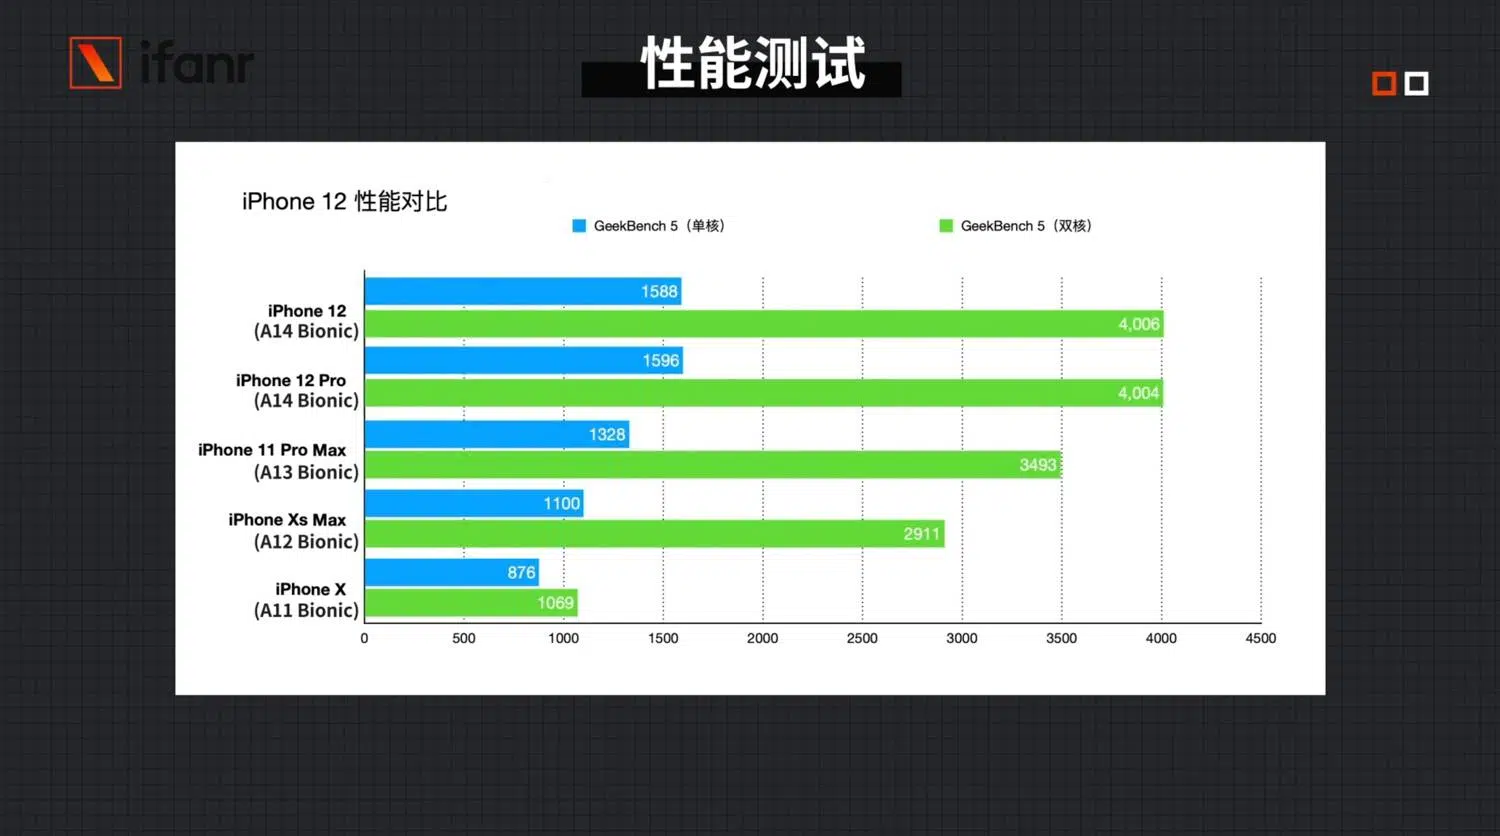 ifanr
性能测试
iPhone 12 性能对比
GeekBench 5（单核）
GeekBench 5（双核）
1588
iPhone 12
(A14 Bionic)
4,006
1596
iPhone 12 Pro
(A14 Bionic)
4,004
1328
iPhone 11 Pro Max
(A13 Bionic)
3493
1100
iPhone Xs Max
(A12 Bionic)
2911
876
iPhone X
(A11 Bionic)
1069
0 500 1000 1500 2000 2500 3000 3500 4000 4500